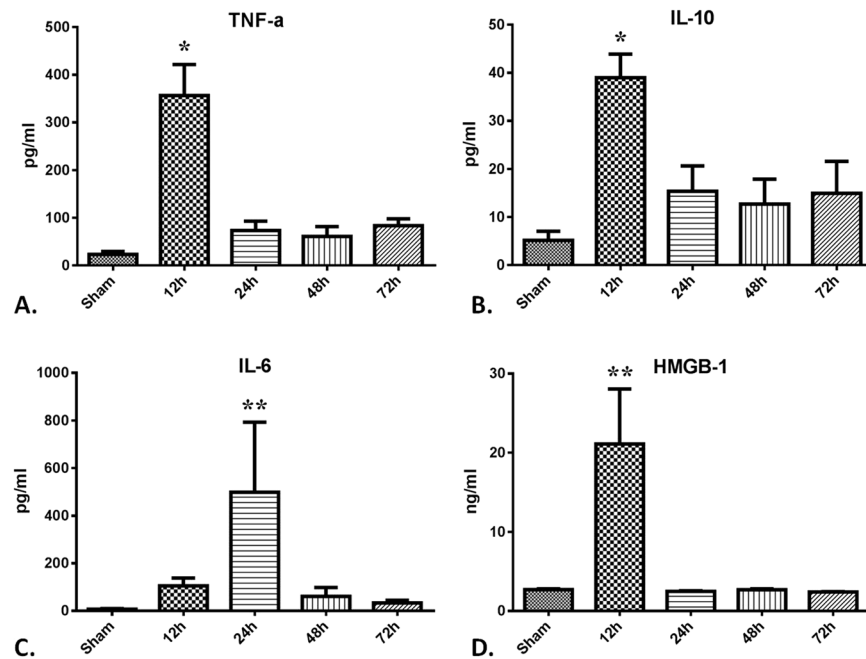 TNF-a
500
*
400
300
pg/ml
200
100
0
Sham
12h
24h
48h
72h
A.
IL-10
50
*
40
30
pg/ml
20
10
0
Sham
12h
24h
48h
72h
B.
IL-6
1000
**
800
600
pg/ml
400
200
0
Sham
12h
24h
48h
72h
C.
HMGB-1
30
**
20
ng/ml
10
0
Sham
12h
24h
48h
72h
D.